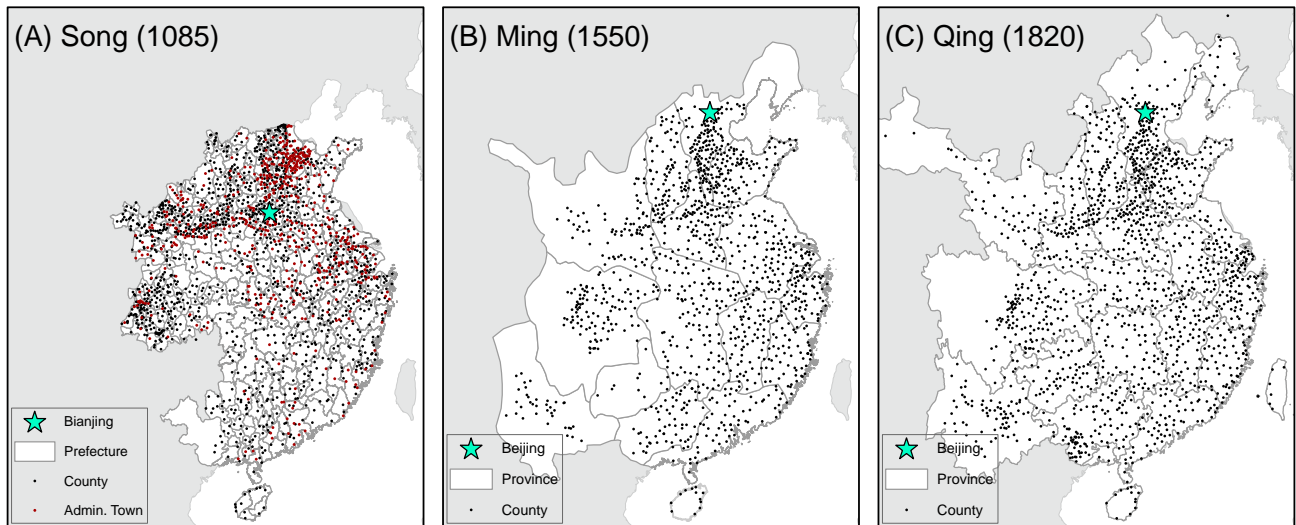 (A) Song (1085)
Bianjing
Prefecture
County
Admin. Town
(B) Ming (1550)
Beijing
Province
County
(C) Qing (1820)
Beijing
Province
County